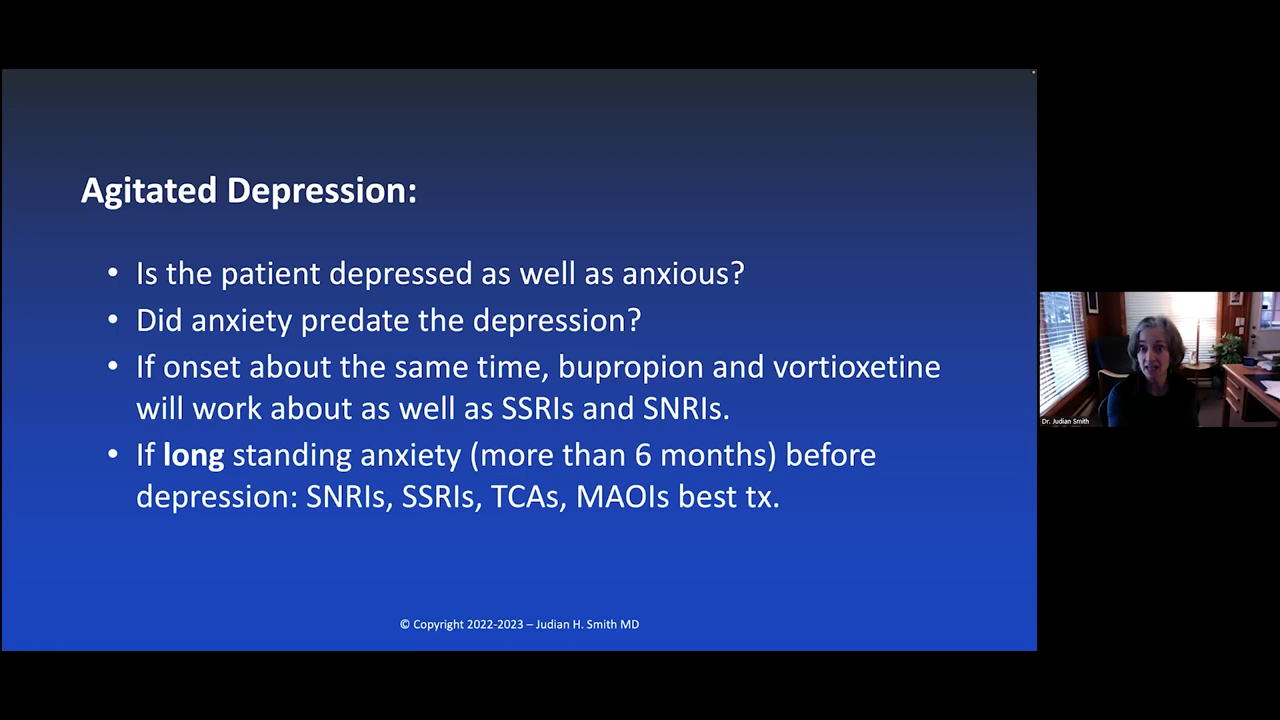 Agitated Depression:
• Is the patient depressed as well as anxious?
• Did anxiety predate the depression?
• If onset about the same time, bupropion and vortioxetine
will work about as well as SSRIs and SNRIs.
• If long standing anxiety (more than 6 months) before
depression: SNRIs, SSRIs, TCAs, MAOIs best tx.
© Copyright 2022-2023 – Judian H. Smith MD
Dr. Judian Smith